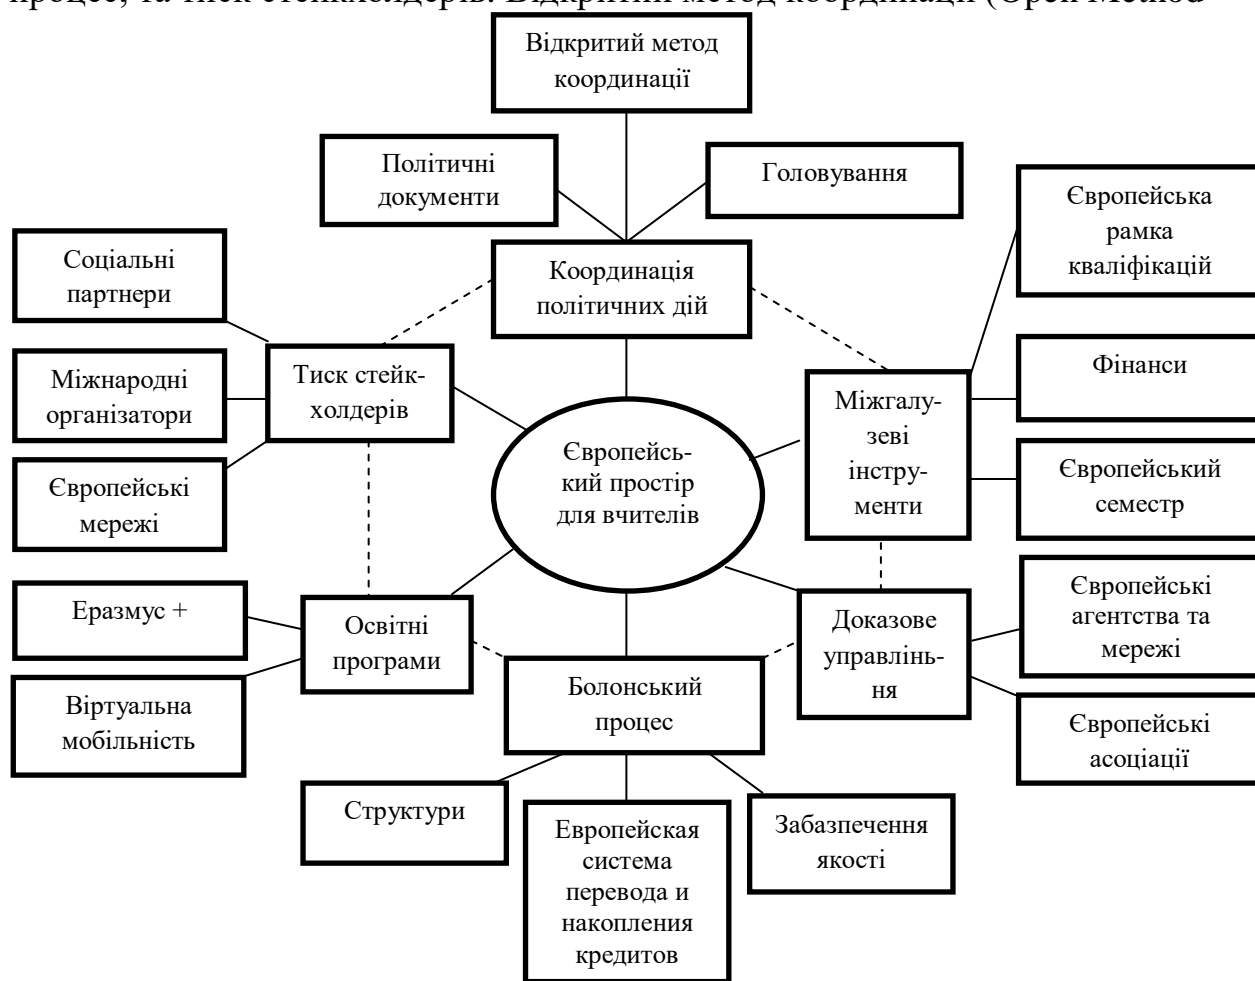 процес, та тиск стейкхолдерів. Відкритий метод координації (Open Method
Відкритий метод
координації
Політичні
документи
Головування
Європейська
рамка
кваліфікацій
Соціальні
партнери
Координація
політичних дій
Міжнародні
організатори
Тиск стейк-
холдерів
Фінанси
Міжгалу-
зеві
інстру-
менти
Європейсь-
кий простір
для вчителів
Європейські
мережі
Європейський
семестр
Еразмус +
Освітні
програми
Доказове
управлінь-
ня
Європейські
агентства та
мережі
Віртуальна
мобільність
Болонський
процес
Європейські
асоціації
Структури
Европейская
система
перевода и
накопления
кредитов
Забазпечення
якості